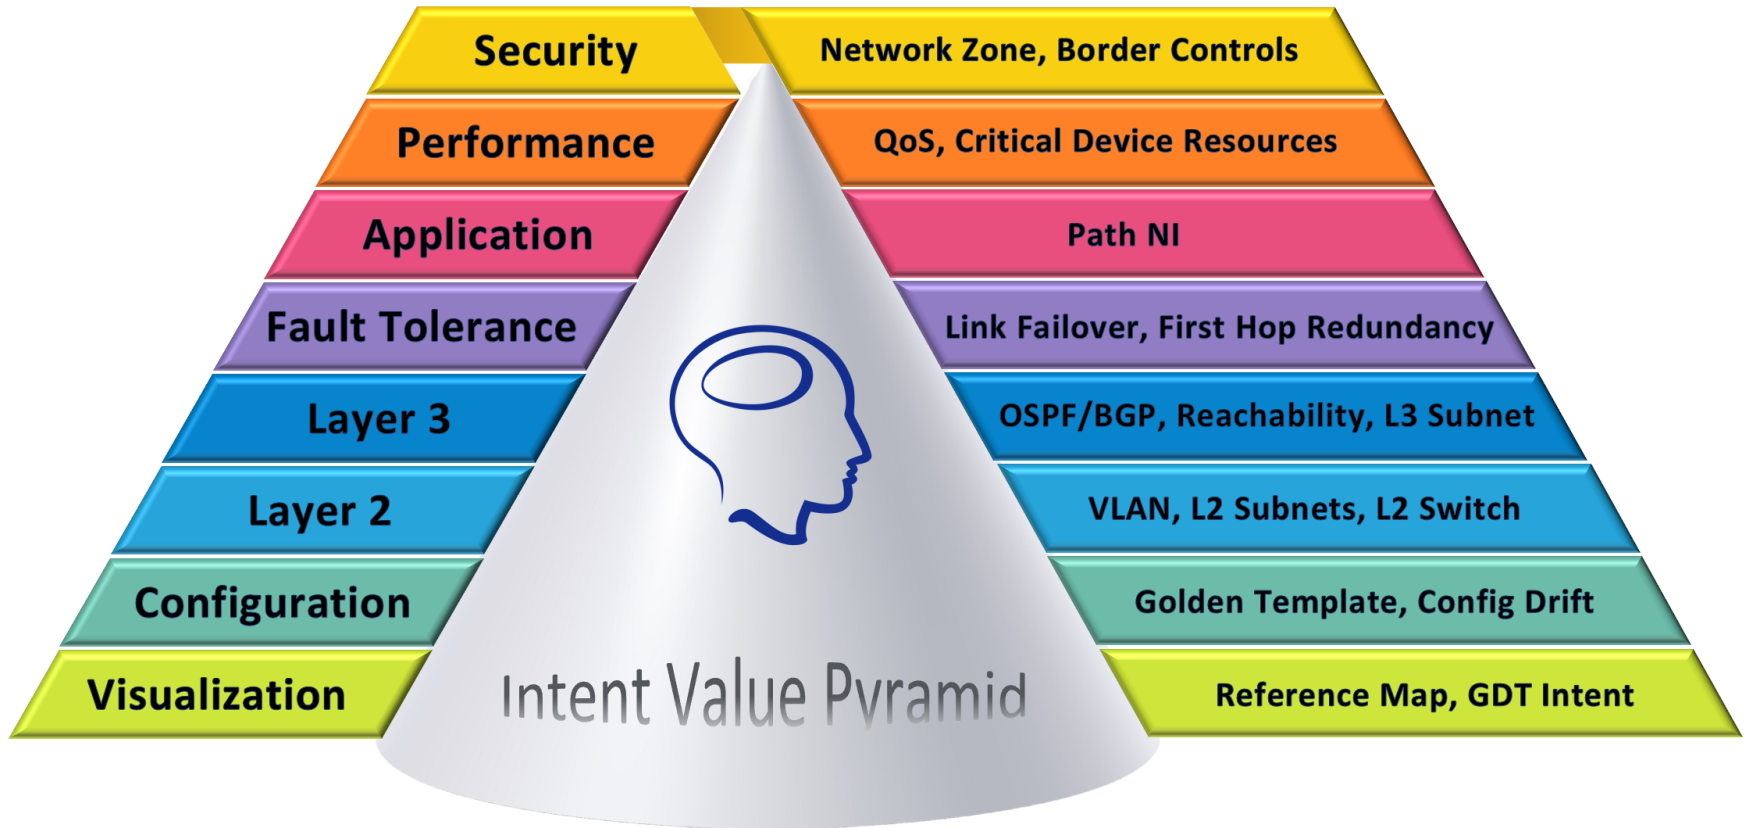 Security
Network Zone, Border Controls
Performance
QoS, Critical Device Resources
Application
Path NI
Fault Tolerance
Link Failover, First Hop Redundancy
Layer 3
OSPF/BGP, Reachability, L3 Subnet
Layer 2
VLAN, L2 Subnets, L2 Switch
Configuration
Golden Template, Config Drift
Visualization
Reference Map, GDT Intent
Intent Value Pyramid